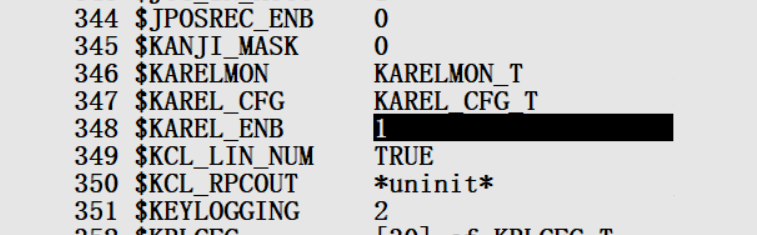 344 $JPOSREC_ENB 0
345 $KANJI_MASK 0
346 $KARELMON KARELMON_T
347 $KAREL_CFG KAREL_CFG_T
348 $KAREL_ENB 1
349 $KCL_LIN_NUM TRUE
350 $KCL_RPCOUT *uninit*
351 $KEYLOGGING 2